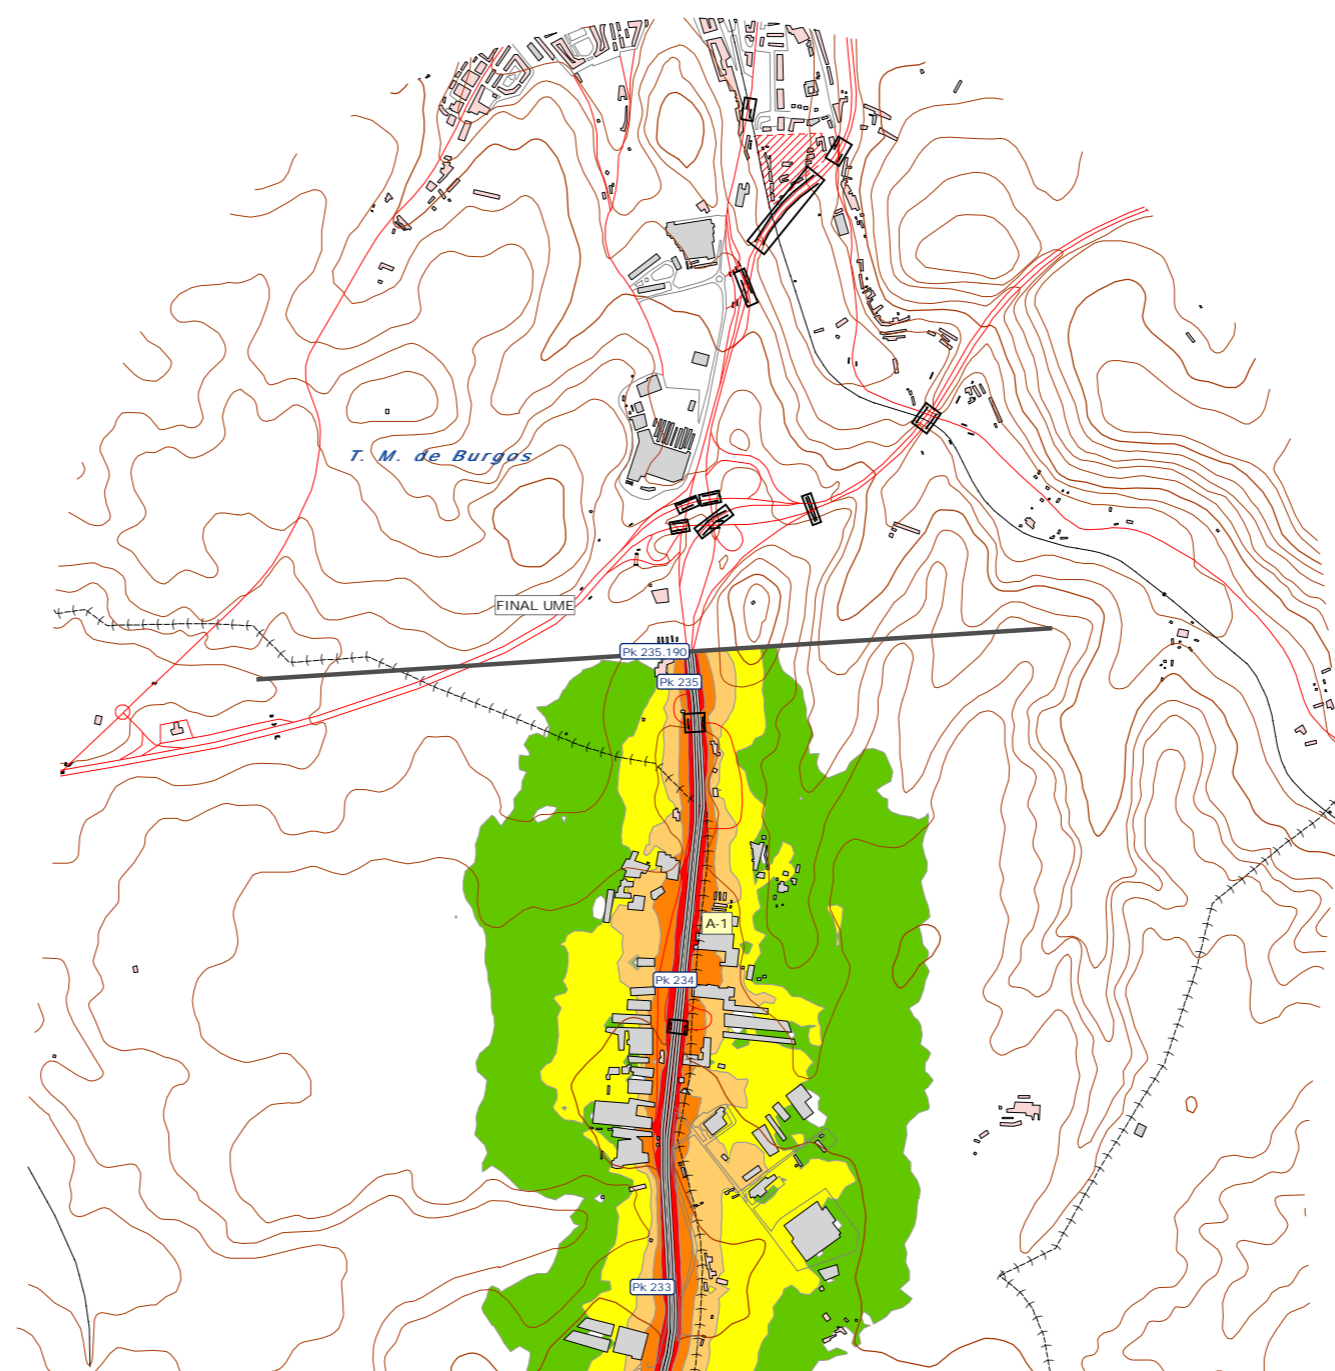 T. M. de Burgos
FINAL UME
Pk 235.190
Pk 235
A-1
Pk 234
Pk 233